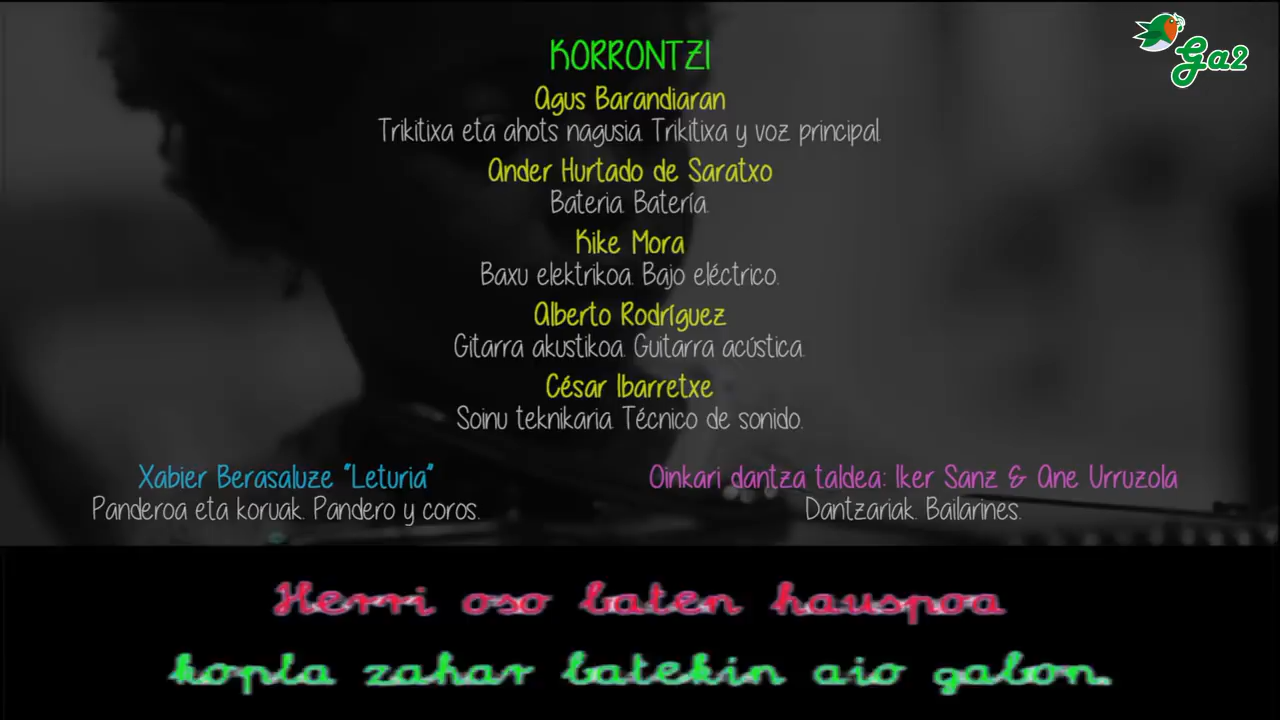 Ga2
KORRONTZI
Agus Barandiaran
Trikitixa eta ahots nagusia. Trikitixa y voz principal.
Ander Hurtado de Saratxo
Bateria. Batería.
Kike Mora
Baxu elektrikoa. Bajo eléctrico.
Alberto Rodríguez
Gitarra akustikoa. Guitarra acústica.
César Ibarretxe
Soinu teknikaria. Técnico de sonido.
Xabier Berasaluze "Leturia"
Panderoa eta koruak. Pandero y coros.
Oinkari dantza taldea: Iker Sanz & Ane Urruzola
Dantzariak. Bailarines.
Herri oso baten hauspoa
kopla zahar batekin aio gabon.